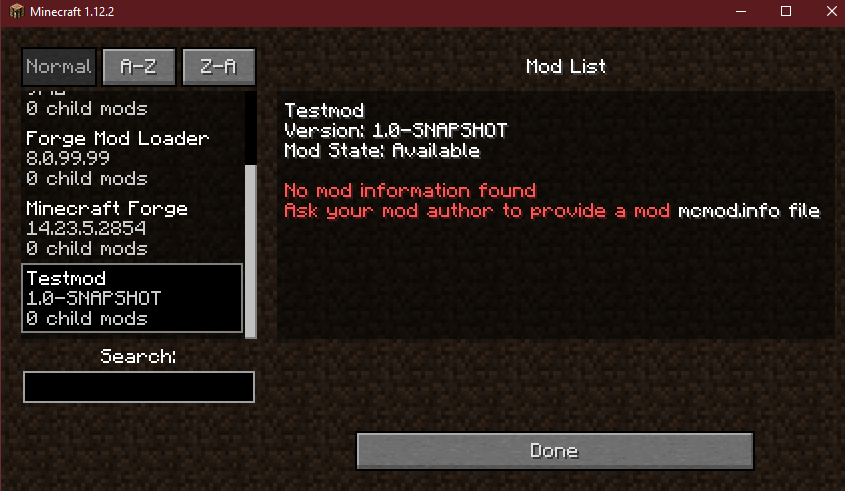 Minecraft 1.12.2
Normal
A-Z
Z-A
Mod List
0 child mods
Forge Mod Loader
8.0.99.99
0 child mods
Minecraft Forge
14.23.5.2854
0 child mods
Testmod
1.0-SNAPSHOT
0 child mods
Search:
Testmod
Version: 1.0-SNAPSHOT
Mod State: Available
No mod information found
Ask your mod author to provide a mod mcmod.info file
Done